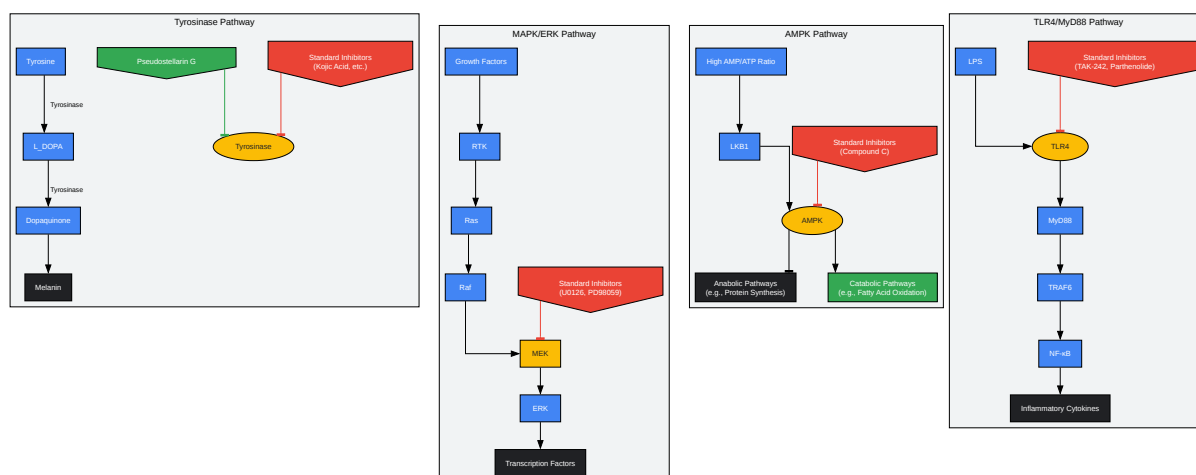 Tyrosinase Pathway
Tyrosine
Pseudostellarin G
Standard Inhibitors
(Kojic Acid, etc.)
Tyrosinase
L_DOPA
Tyrosinase
Tyrosinase
Dopaquinone
Melanin
MAPK/ERK Pathway
Growth Factors
RTK
Ras
Raf
Standard Inhibitors
(U0126, PD98059)
MEK
ERK
Transcription Factors
AMPK Pathway
High AMP/ATP Ratio
LKB1
Standard Inhibitors
(Compound C)
AMPK
Anabolic Pathways
(e.g., Protein Synthesis)
Catabolic Pathways
(e.g., Fatty Acid Oxidation)
TLR4/MyD88 Pathway
LPS
Standard Inhibitors
(TAK-242, Parthenolide)
TLR4
MyD88
TRAF6
NF-κB
Inflammatory Cytokines